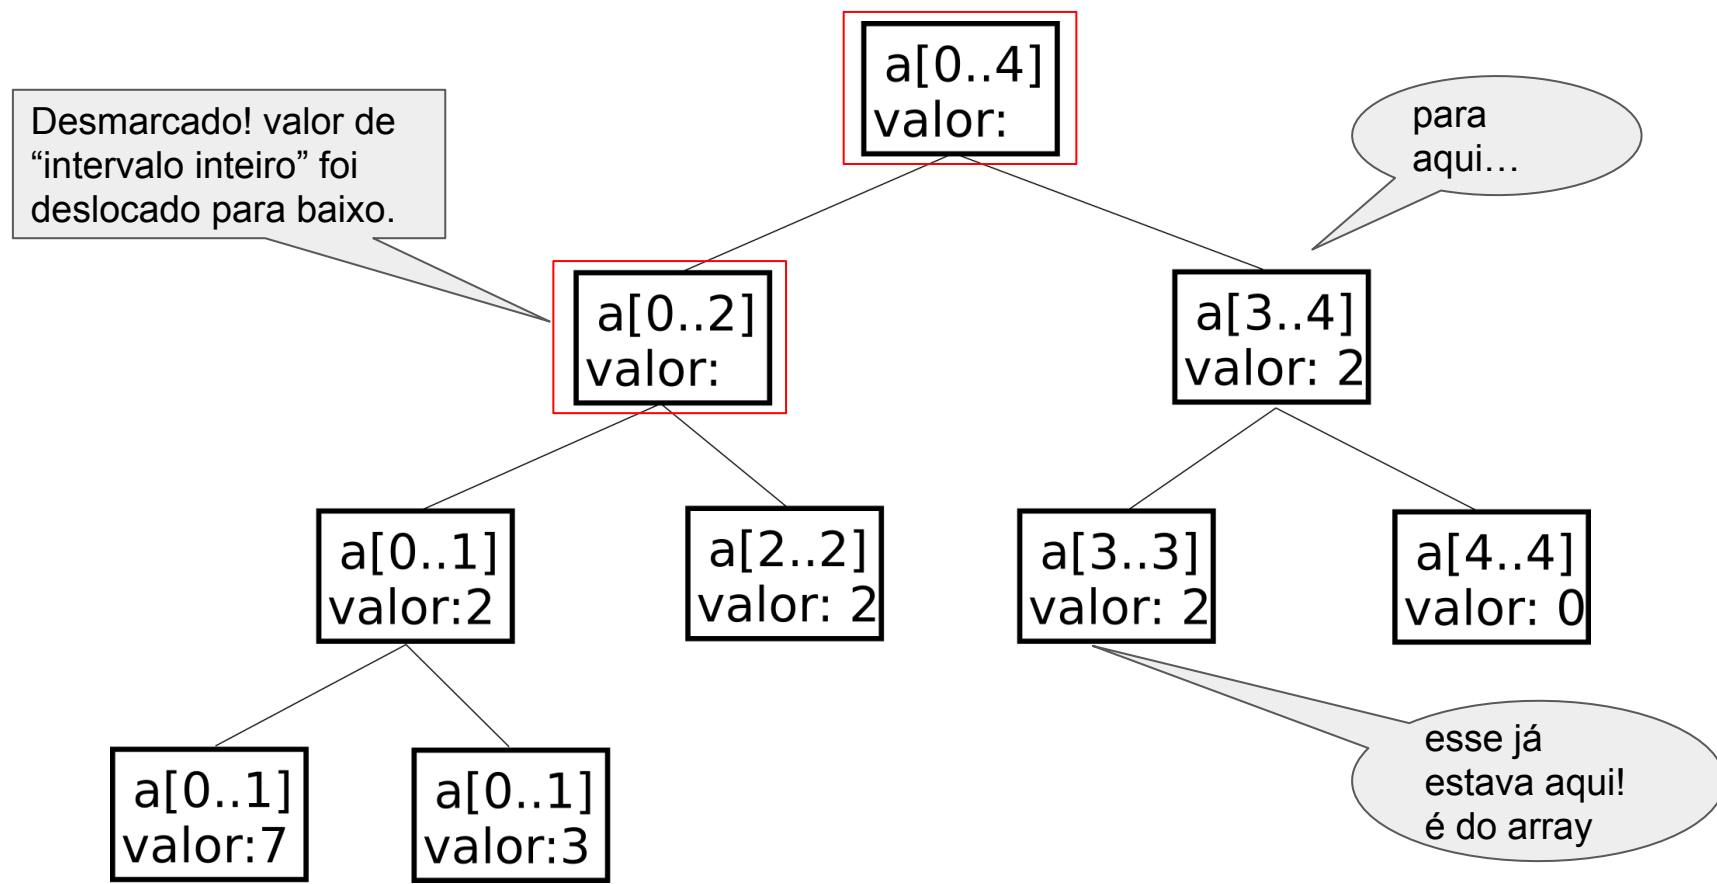 a[0..4]
valor:
Desmarcado! valor de
“intervalo inteiro” foi
deslocado para baixo.
para
aqui…
a[0..2]
valor:
a[3..4]
valor: 2
a[0..1]
valor:2
a[2..2]
valor: 2
a[3..3]
valor: 2
a[4..4]
valor: 0
a[0..1]
valor:7
a[0..1]
valor:3
esse já
estava aqui!
é do array